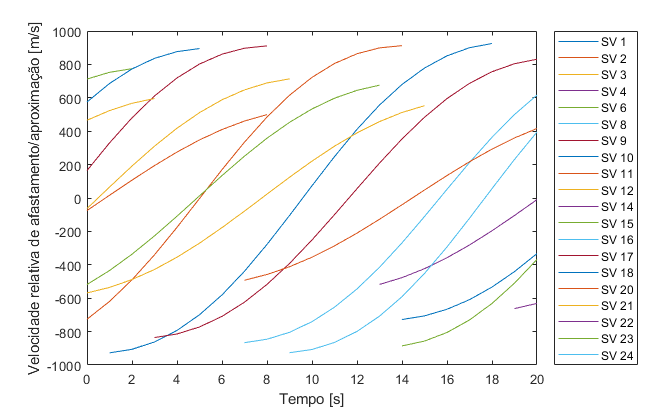 Velocidade relativa de afastamento/aproximação [m/s]
1000
800
600
400
200
0
-200
-400
-600
-800
-1000
0
2
4
6
8
10
12
14
16
18
20
Tempo [s]
SV 1
SV 2
SV 3
SV 4
SV 6
SV 8
SV 9
SV 10
SV 11
SV 12
SV 14
SV 15
SV 16
SV 17
SV 18
SV 20
SV 21
SV 22
SV 23
SV 24